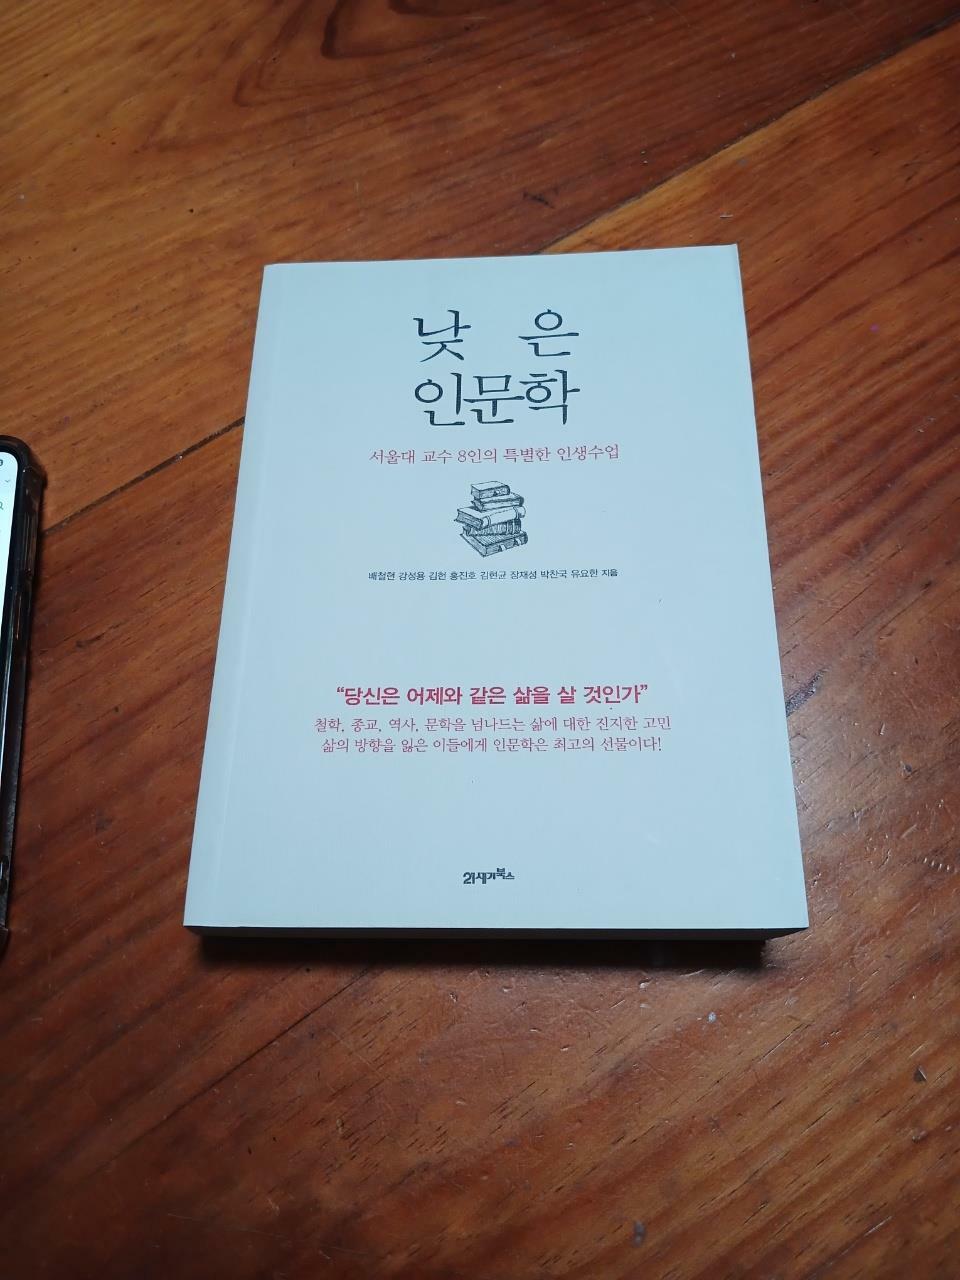 낮은
인문학
서울대 교수 8인의 특별한 인생수업
배철현 강성용 김헌 홍진호 김현균 장재성 박찬국 유요한 지음
“당신은 어제와 같은 삶을 살 것인가”
철학, 종교, 역사, 문학을 넘나드는 삶에 대한 진지한 고민
삶의 방향을 잃은 이들에게 인문학은 최고의 선물이다!
21세기북스